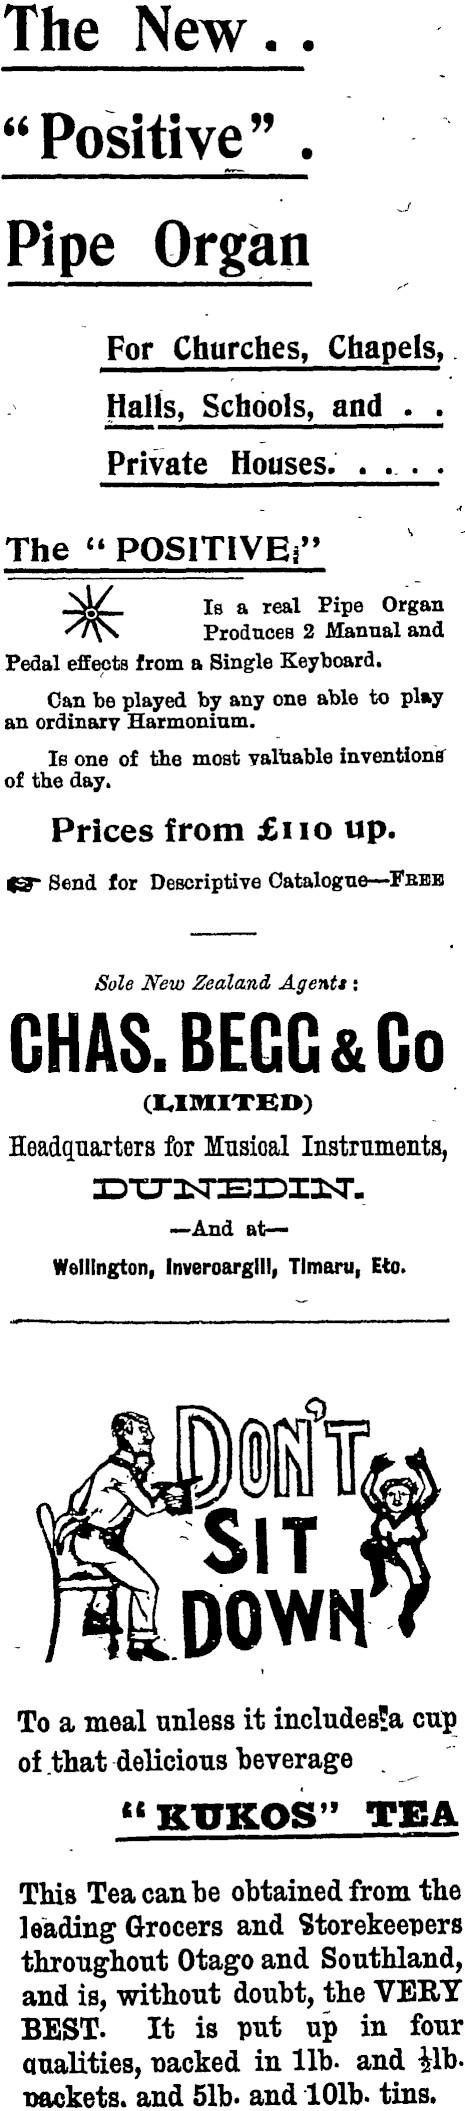 The New . .
"Positive" .
Pipe Organ
For Churches, Chapels,
Halls, Schools, and . .
Private Houses. . . . .
The "POSITIVE"
Is a real Pipe Organ
Produces 2 Manual and
Pedal effects from a Single Keyboard.
Can be played by any one able to play
an ordinary Harmonium.
Is one of the most valuable inventions
of the day.
Prices from £110 up.
Send for Descriptive Catalogue—FREE
Sole New Zealand Agents:
CHAS. BEGG & Co
(LIMITED)
Headquarters for Musical Instruments,
DUNEDIN.
—And at—
Wellington, Invercargill, Timaru, Etc.
DON'T
SIT
DOWN
To a meal unless it includes a cup
of that delicious beverage
"KUKOS" TEA
This Tea can be obtained from the
leading Grocers and Storekeepers
throughout Otago and Southland,
and is, without doubt, the VERY
BEST. It is put up in four
qualities, packed in 1lb. and ½lb.
packets, and 5lb. and 10lb. tins.